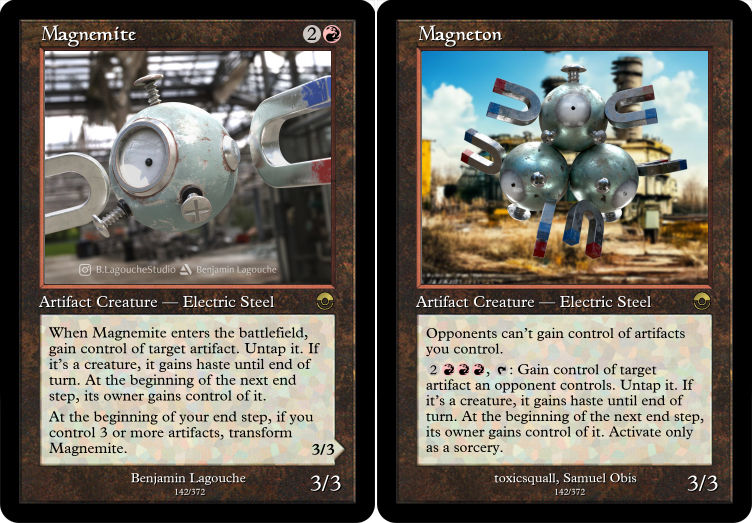 Magnemite
2
When Magnemite enters the battlefield,
gain control of target artifact. Untap it. If
it's a creature, it gains haste until end of
turn. At the beginning of the next end
step, its owner gains control of it.
At the beginning of your end step, if you
control 3 or more artifacts, transform
Magnemite.
3/3
B.LagoucheStudio
Benjamin Lagouche
Artifact Creature — Electric Steel
Benjamin Lagouche
142/372
3/3
Magneton
Artifact Creature — Electric Steel
Opponents can't gain control of artifacts
you control.
2 , : Gain control of target
artifact an opponent controls. Untap it. If
it's a creature, it gains haste until end of
turn. At the beginning of the next end step,
its owner gains control of it. Activate only
as a sorcery.
toxicsquall, Samuel Obis
142/372
3/3